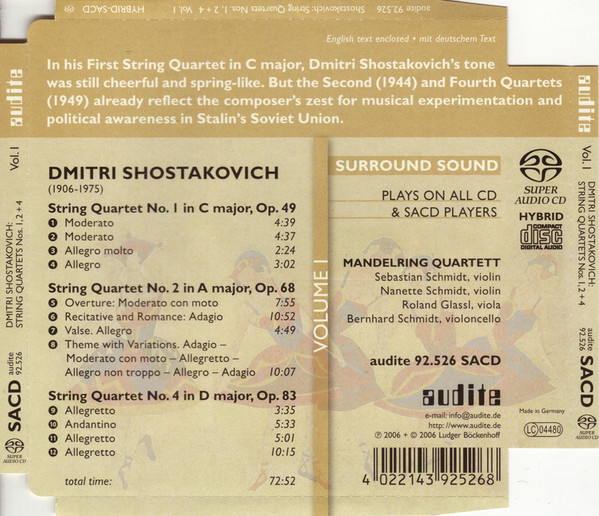 92.526
Shostakovich: String Quartets Nos. 1, 2 + 4 Vol. I
HYBRID-SACD
audite
Vol. I
DMITRI SHOSTAKOVICH:
STRING QUARTETS Nos. 1, 2 + 4
audite
92.526
SACD
SUPER AUDIO CD
English text enclosed • mit deutschem Text
In his First String Quartet in C major, Dmitri Shostakovich's tone
was still cheerful and spring-like. But the Second (1944) and Fourth Quartets
(1949) already reflect the composer's zest for musical experimentation and
political awareness in Stalin's Soviet Union.
DMITRI SHOSTAKOVICH
(1906-1975)
String Quartet No. 1 in C major, Op. 49
1 Moderato 4:39
2 Moderato 4:37
3 Allegro molto 2:24
4 Allegro 3:02
String Quartet No. 2 in A major, Op. 68
5 Overture: Moderato con moto 7:55
6 Recitative and Romance: Adagio 10:52
7 Valse. Allegro 4:49
8 Theme with Variations. Adagio –
Moderato con moto – Allegretto –
Allegro non troppo – Allegro – Adagio 10:07
String Quartet No. 4 in D major, Op. 83
9 Allegretto 3:35
10 Andantino 5:33
11 Allegretto 5:01
12 Allegretto 10:15
total time: 72:52
VOLUME I
SURROUND SOUND
PLAYS ON ALL CD
& SACD PLAYERS
MANDELRING QUARTETT
Sebastian Schmidt, violin
Nanette Schmidt, violin
Roland Glassl, viola
Bernhard Schmidt, violoncello
audite 92.526 SACD
audite
e-mail: info@audite.de
http://www.audite.de
℗ 2006 + © 2006 Ludger Böckenhoff
4 022143 925268
SUPER AUDIO CD
HYBRID
COMPACT
disc
DIGITAL AUDIO
Made in Germany
LC 04480
audite
Vol. I
DMITRI SHOSTAKOVICH:
STRING QUARTETS Nos. 1, 2 + 4
audite
92.526
SACD
SUPER AUDIO CD